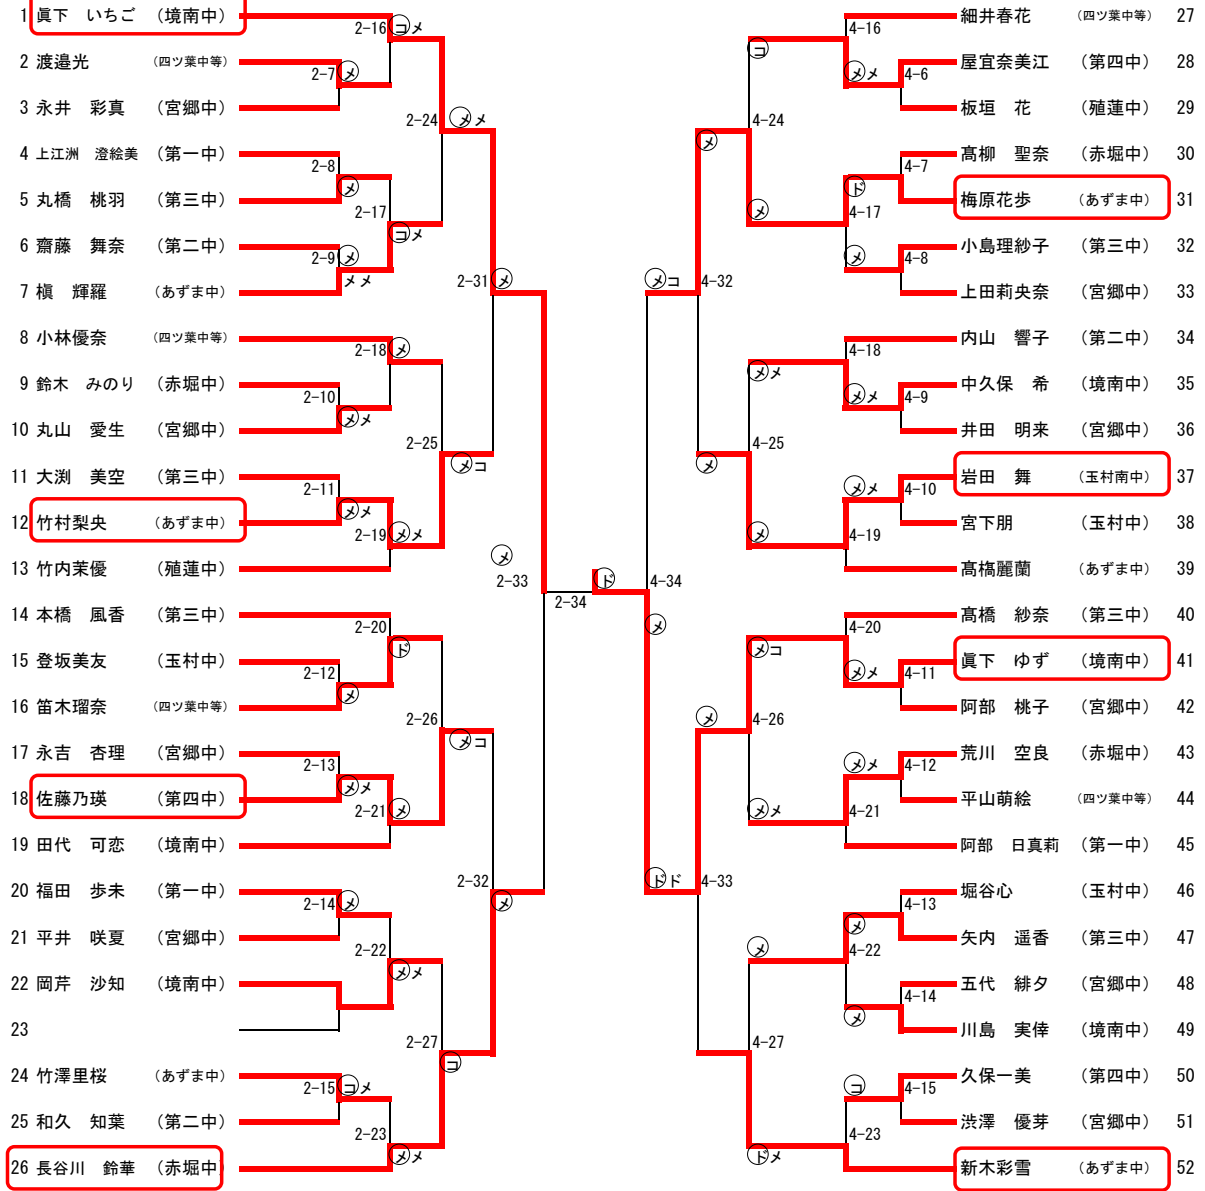 1 眞下 いちご (境南中)
2 渡邉光 (四ツ葉中等)
3 永井 彩真 (宮郷中)
4 上江洲 澄絵美 (第一中)
5 丸橋 桃羽 (第三中)
6 齋藤 舞奈 (第二中)
7 槇 輝羅 (あずま中)
8 小林優奈 (四ツ葉中等)
9 鈴木 みのり (赤堀中)
10 丸山 愛生 (宮郷中)
11 大渕 美空 (第三中)
12 竹村梨央 (あずま中)
13 竹内茉優 (殖蓮中)
14 本橋 風香 (第三中)
15 登坂美友 (玉村中)
16 笛木瑠奈 (四ツ葉中等)
17 永吉 杏理 (宮郷中)
18 佐藤乃瑛 (第四中)
19 田代 可恋 (境南中)
20 福田 歩未 (第一中)
21 平井 咲夏 (宮郷中)
22 岡芹 沙知 (境南中)
23
24 竹澤里桜 (あずま中)
25 和久 知葉 (第二中)
26 長谷川 鈴華 (赤堀中
2-16 コメ
2-7 メ
2-24 メメ
2-8 メ
2-17 コメ
2-9 メ
メメ
2-31 メ
2-18 メ
2-10 メメ
2-25 メコ
2-11 メメ
2-19 メメ
メ
2-33
2-34 ド
2-20 ド
2-12 メ
2-26 メコ
2-13 メメ
2-21 メ
2-32 メ
2-14 メ
2-22 メメ
2-27 コ
2-15 コメ
2-23 メメ
コ 4-16
メメ 4-6
メ 4-24
4-7
ド 4-17
メ
メ 4-8
メコ 4-32
4-18
メメ
メメ 4-9
メ 4-25
メメ 4-10
メ 4-19
4-34
メ
4-20
メコ
メメ 4-11
メ 4-26
メメ 4-12
メメ 4-21
ドド 4-33
4-13
メ
メ 4-22
4-14
メ
4-27
コ 4-15
4-23
ドメ
細井春花 (四ツ葉中等) 27
屋宜奈美江 (第四中) 28
板垣 花 (殖蓮中) 29
髙柳 聖奈 (赤堀中) 30
梅原花歩 (あずま中) 31
小島理紗子 (第三中) 32
上田莉央奈 (宮郷中) 33
内山 響子 (第二中) 34
中久保 希 (境南中) 35
井田 明来 (宮郷中) 36
岩田 舞 (玉村南中) 37
宮下朋 (玉村中) 38
髙橋麗蘭 (あずま中) 39
髙橋 紗奈 (第三中) 40
眞下 ゆず (境南中) 41
阿部 桃子 (宮郷中) 42
荒川 空良 (赤堀中) 43
平山萌絵 (四ツ葉中等) 44
阿部 日真莉 (第一中) 45
堀谷心 (玉村中) 46
矢内 遥香 (第三中) 47
五代 緋夕 (宮郷中) 48
川島 実倖 (境南中) 49
久保一美 (第四中) 50
渋澤 優芽 (宮郷中) 51
新木彩雪 (あずま中) 52